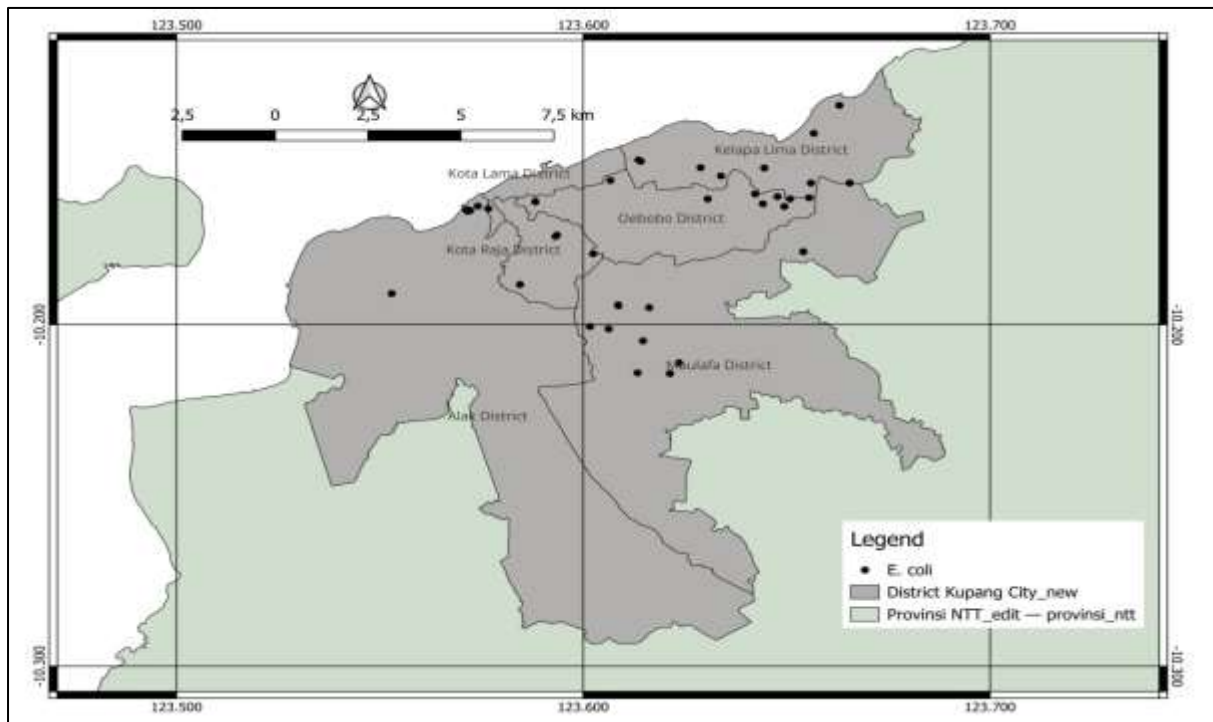 123.500 123.600 123.700
2,5 0 2,5 5 7,5 km
Kelapa Lima District
Kota Lama District
Oebobo District
Kota Raja District
-10.200 -10.200
Maulafa District
Alak District
Legend
E. coli
District Kupang City_new
Provinsi NTT_edit — provinsi_ntt
-10.300 -10.300
123.500 123.600 123.700